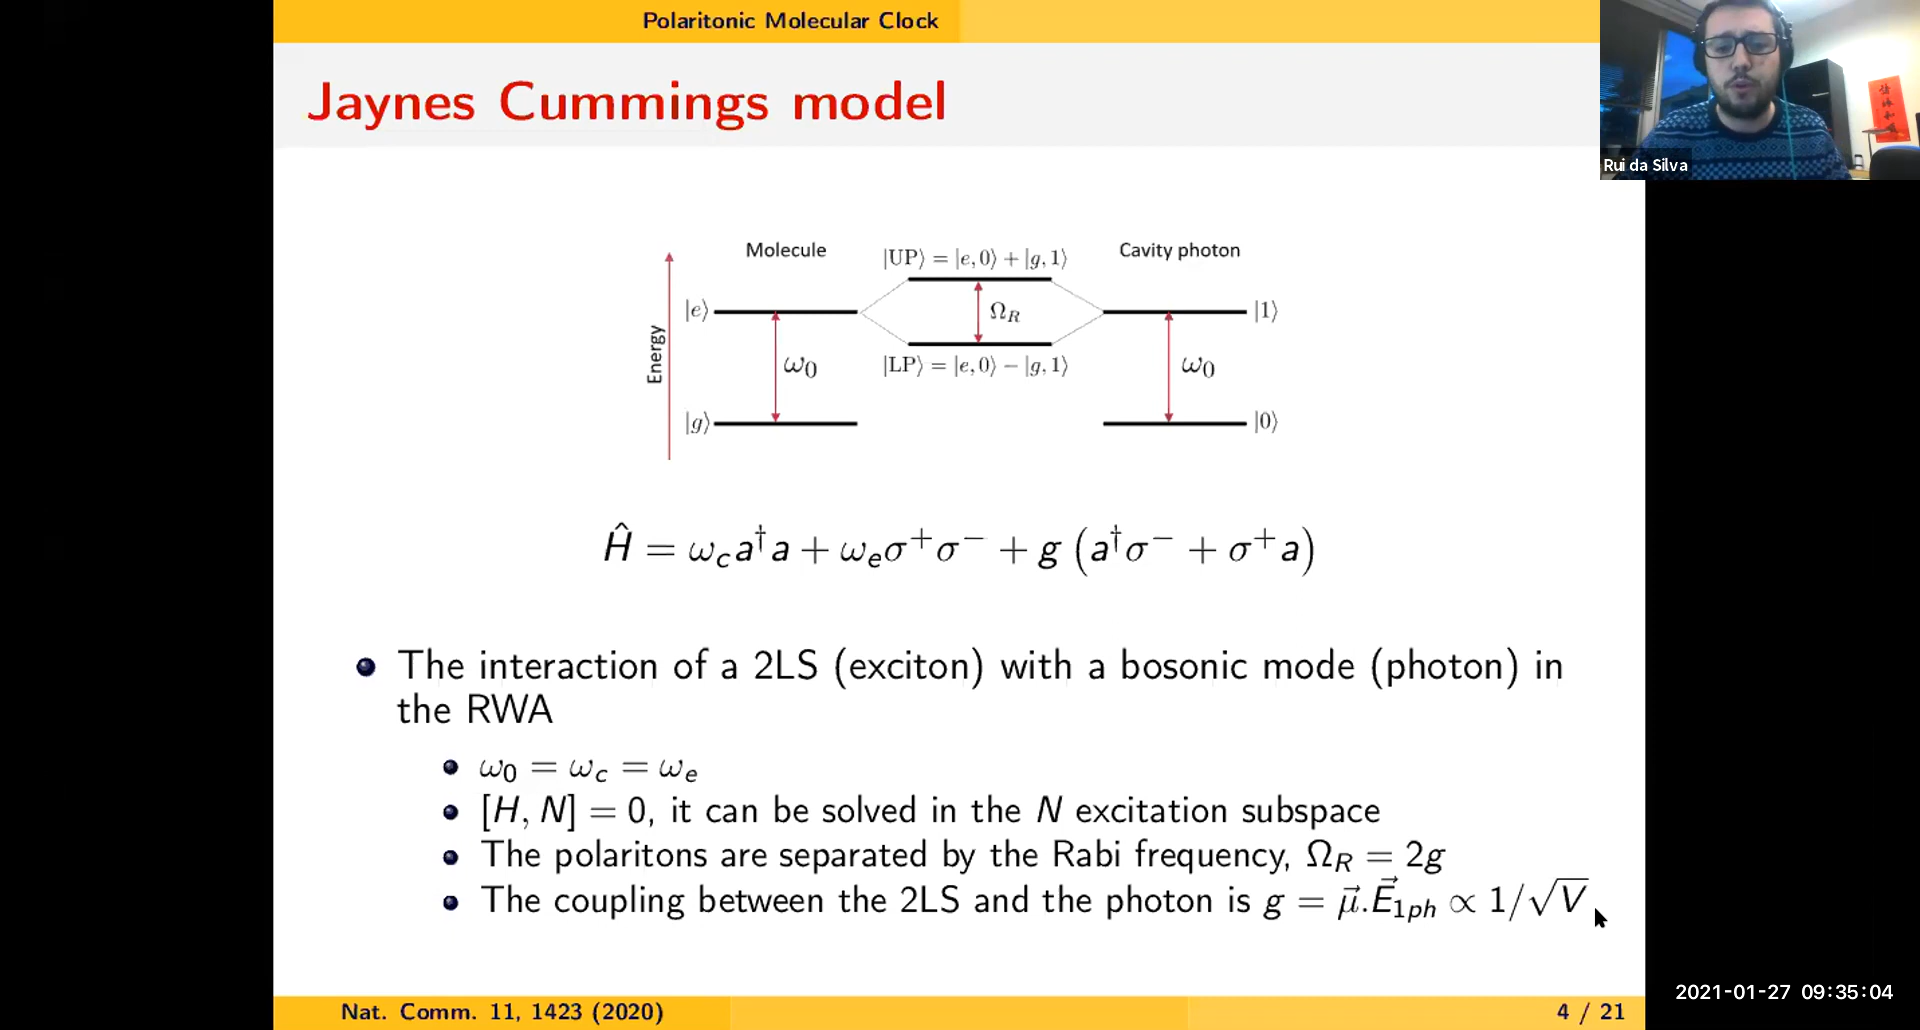 Polaritonic Molecular Clock
Jaynes Cummings model
Rui da Silva
Molecule
|UP⟩ = |e, 0⟩ + |g, 1⟩
Cavity photon
|e⟩
Ω_R
|1⟩
Energy
ω₀
|LP⟩ = |e, 0⟩ − |g, 1⟩
ω₀
|g⟩
|0⟩
Ĥ = ω_c a†a + ω_e σ⁺σ⁻ + g (a†σ⁻ + σ⁺a)
The interaction of a 2LS (exciton) with a bosonic mode (photon) in
the RWA
ω₀ = ω_c = ω_e
[H, N] = 0, it can be solved in the N excitation subspace
The polaritons are separated by the Rabi frequency, Ω_R = 2g
The coupling between the 2LS and the photon is g = μ⃗.E⃗_1ph ∝ 1/√V
Nat. Comm. 11, 1423 (2020)
4 / 21
2021-01-27 09:35:04